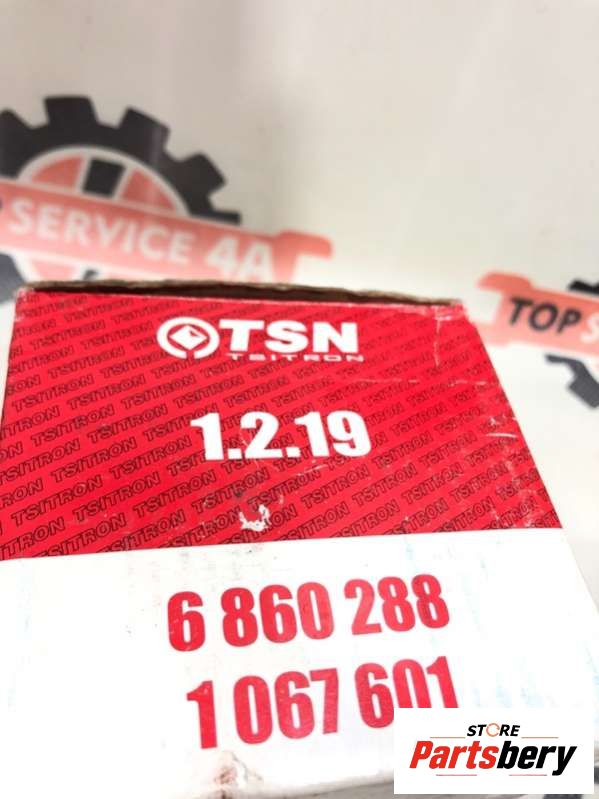 SERVICE 4A
TOP S
TSN
TSITRON
1.2.19
6 860 288
1 067 601
STORE
Partsbery